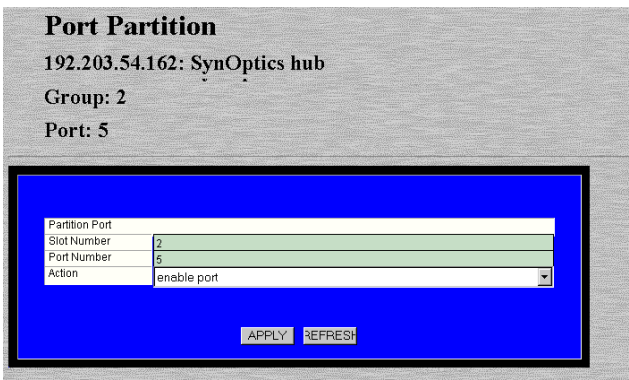 Port Partition
192.203.54.162: SynOptics hub
Group: 2
Port: 5
Partition Port
Slot Number 2
Port Number 5
Action enable port
APPLY REFRESH